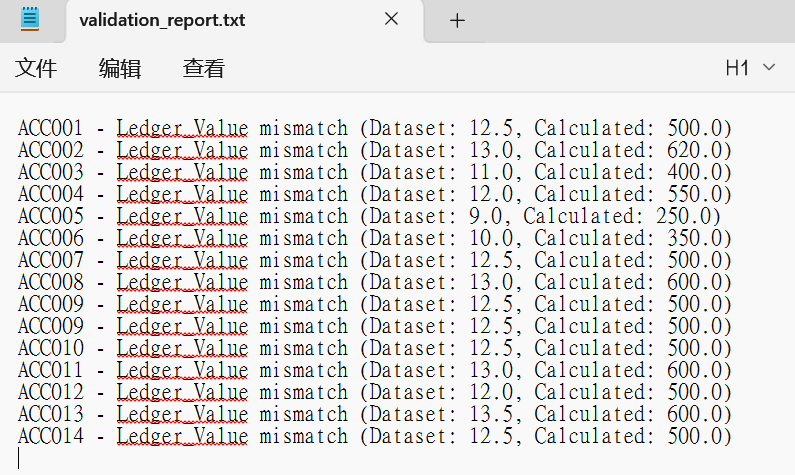 validation_report.txt
文件 编辑 查看 H1
ACC001 - Ledger_Value mismatch (Dataset: 12.5, Calculated: 500.0)
ACC002 - Ledger_Value mismatch (Dataset: 13.0, Calculated: 620.0)
ACC003 - Ledger_Value mismatch (Dataset: 11.0, Calculated: 400.0)
ACC004 - Ledger_Value mismatch (Dataset: 12.0, Calculated: 550.0)
ACC005 - Ledger_Value mismatch (Dataset: 9.0, Calculated: 250.0)
ACC006 - Ledger_Value mismatch (Dataset: 10.0, Calculated: 350.0)
ACC007 - Ledger_Value mismatch (Dataset: 12.5, Calculated: 500.0)
ACC008 - Ledger_Value mismatch (Dataset: 13.0, Calculated: 600.0)
ACC009 - Ledger_Value mismatch (Dataset: 12.5, Calculated: 500.0)
ACC009 - Ledger_Value mismatch (Dataset: 12.5, Calculated: 500.0)
ACC010 - Ledger_Value mismatch (Dataset: 12.5, Calculated: 500.0)
ACC011 - Ledger_Value mismatch (Dataset: 13.0, Calculated: 600.0)
ACC012 - Ledger_Value mismatch (Dataset: 12.0, Calculated: 500.0)
ACC013 - Ledger_Value mismatch (Dataset: 13.5, Calculated: 600.0)
ACC014 - Ledger_Value mismatch (Dataset: 12.5, Calculated: 500.0)